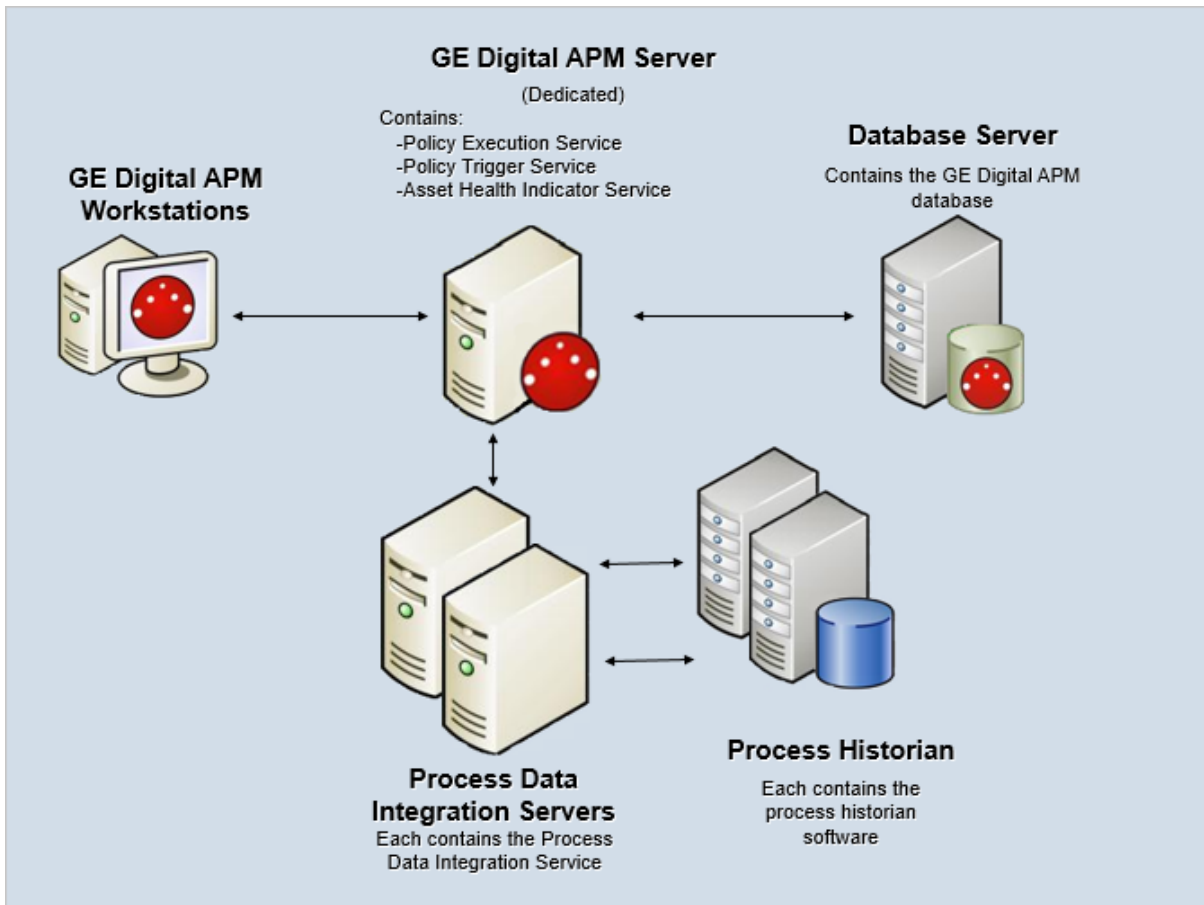 GE Digital APM Server
(Dedicated)
Contains:
-Policy Execution Service
-Policy Trigger Service
-Asset Health Indicator Service
GE Digital APM
Workstations
Database Server
Contains the GE Digital APM
database
Process Data
Integration Servers
Each contains the Process
Data Integration Service
Process Historian
Each contains the
process historian
software